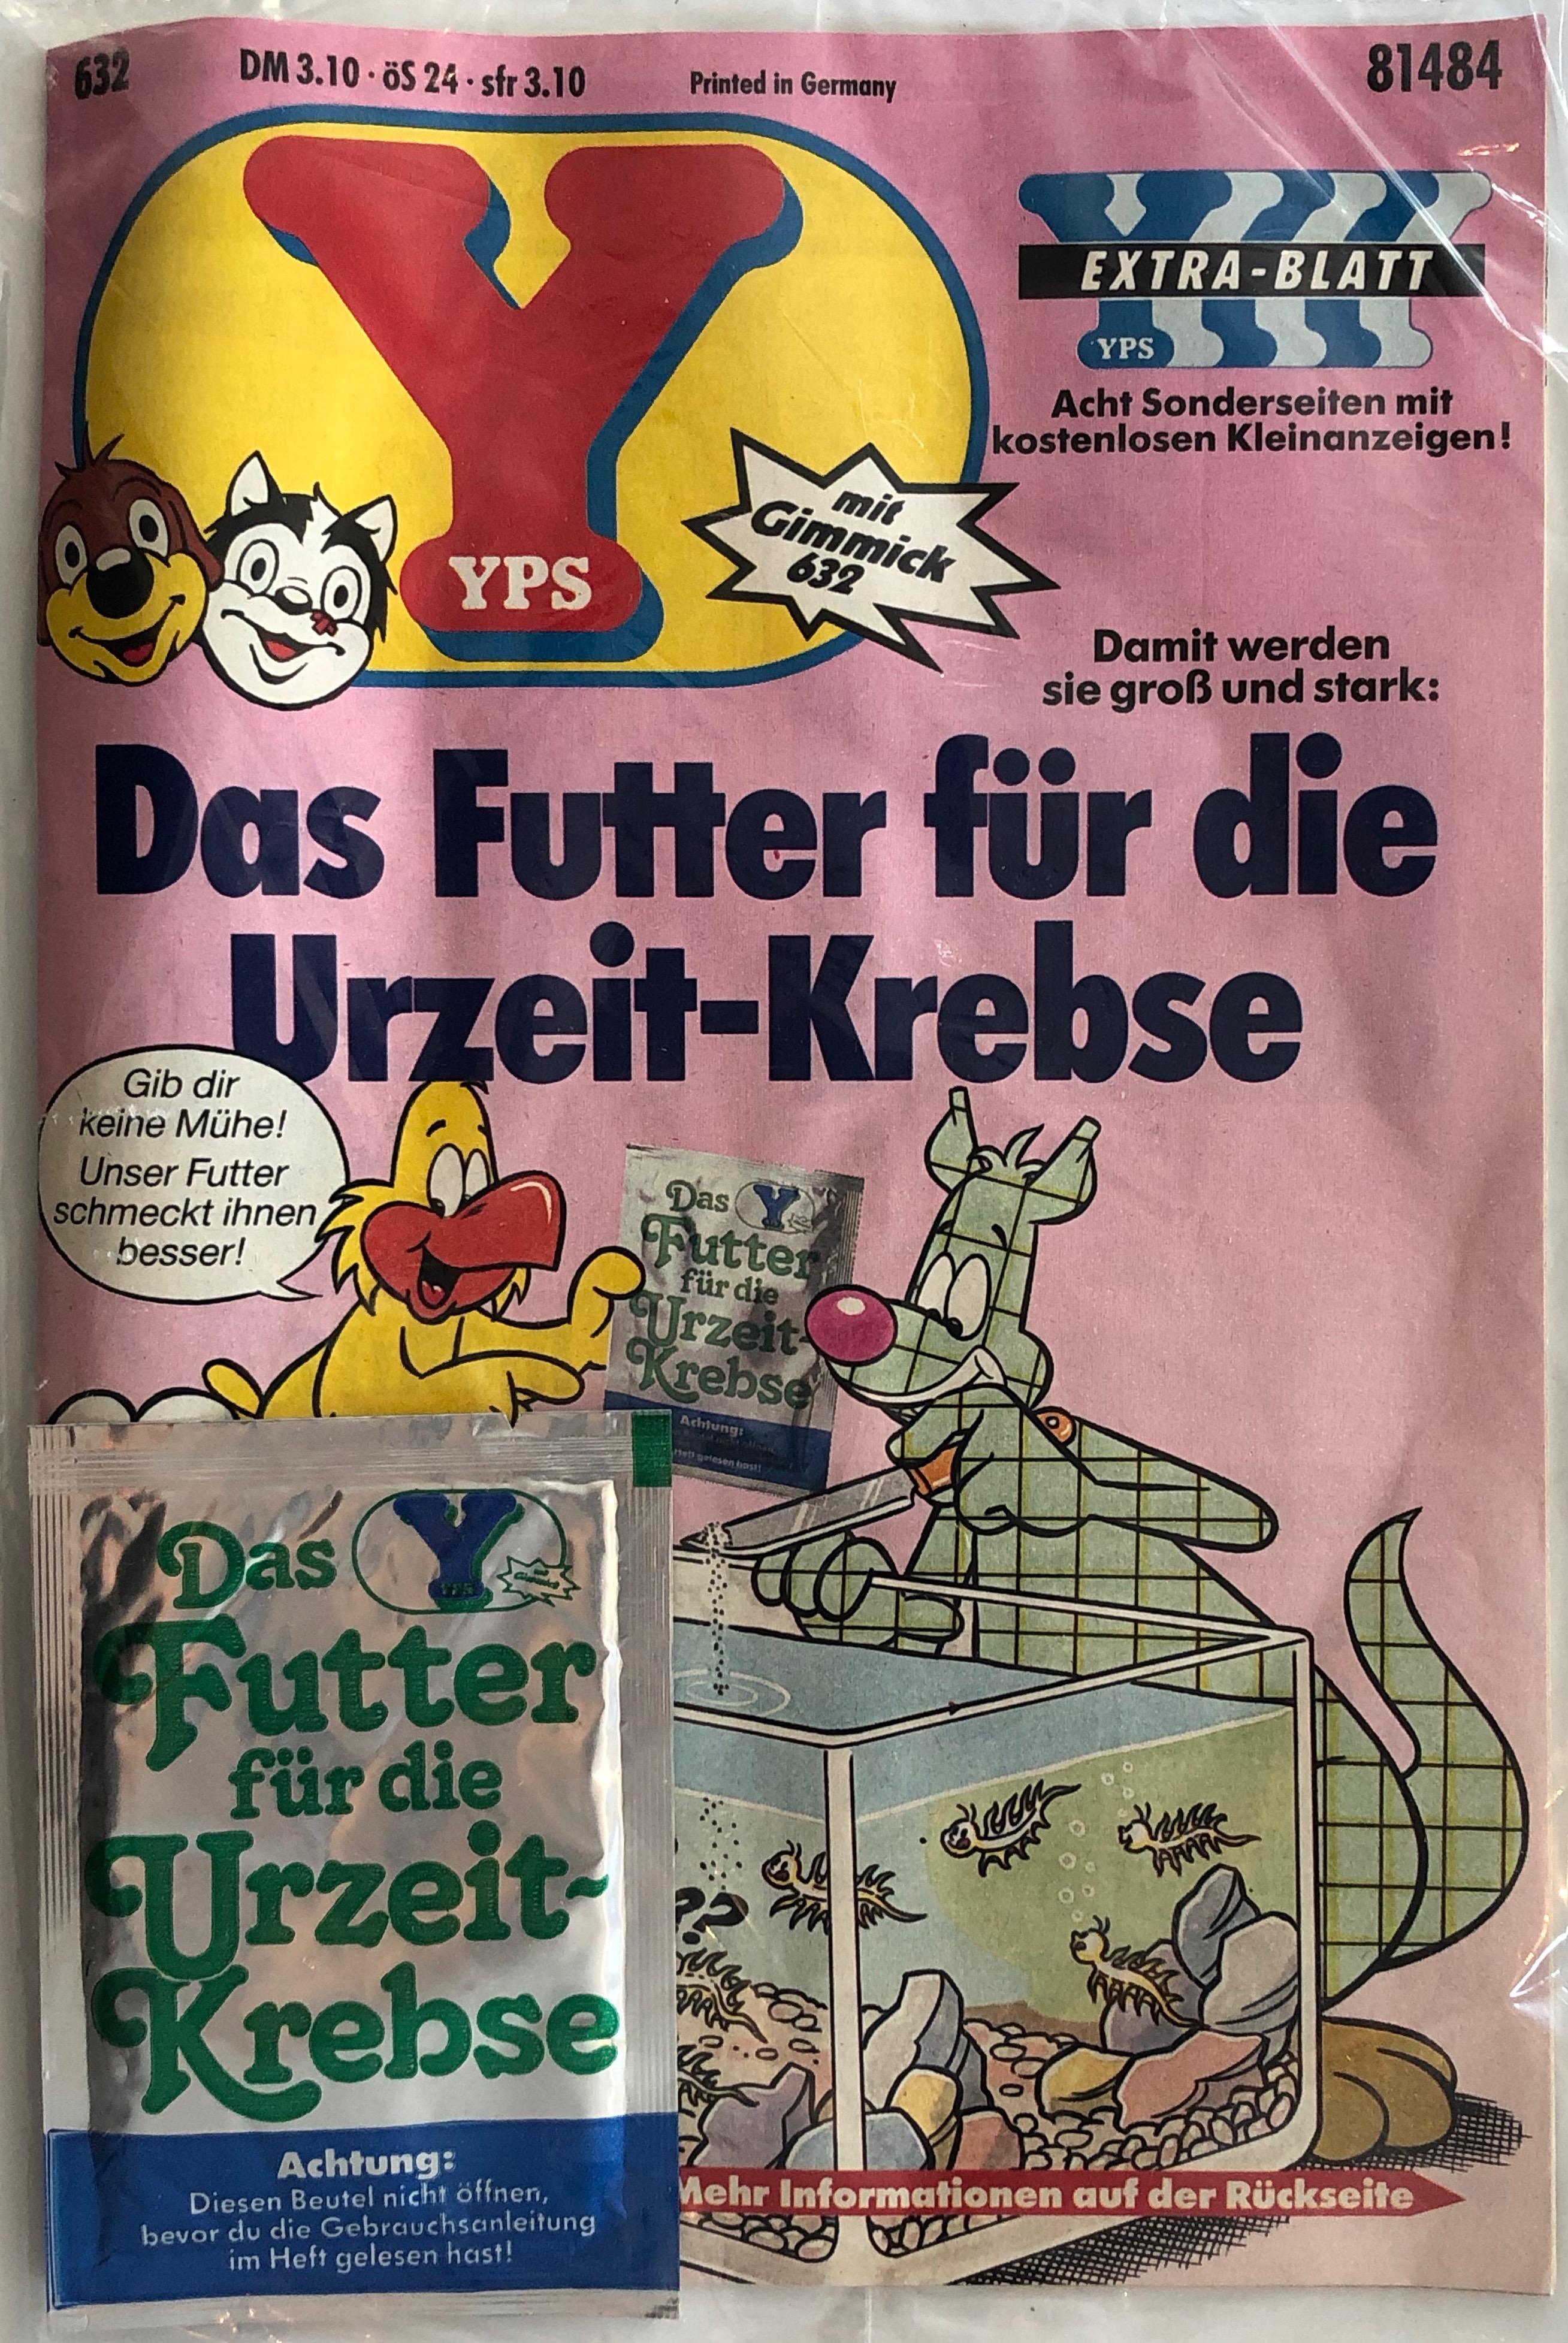 632 DM 3.10 · öS 24 · sfr 3.10 Printed in Germany 81484
YPS
EXTRA-BLATT
YPS
Acht Sonderseiten mit
kostenlosen Kleinanzeigen!
mit
Gimmick
632
Damit werden
sie groß und stark:
Das Futter für die
Urzeit-Krebse
Gib dir
keine Mühe!
Unser Futter
schmeckt ihnen
besser!
Das Y
Futter
für die
Urzeit-
Krebse
Achtung:
Heft gelesen hast!
??
Das Y
YPS
Futter
für die
Urzeit-
Krebse
Achtung:
Diesen Beutel nicht öffnen,
bevor du die Gebrauchsanleitung
im Heft gelesen hast!
Mehr Informationen auf der Rückseite